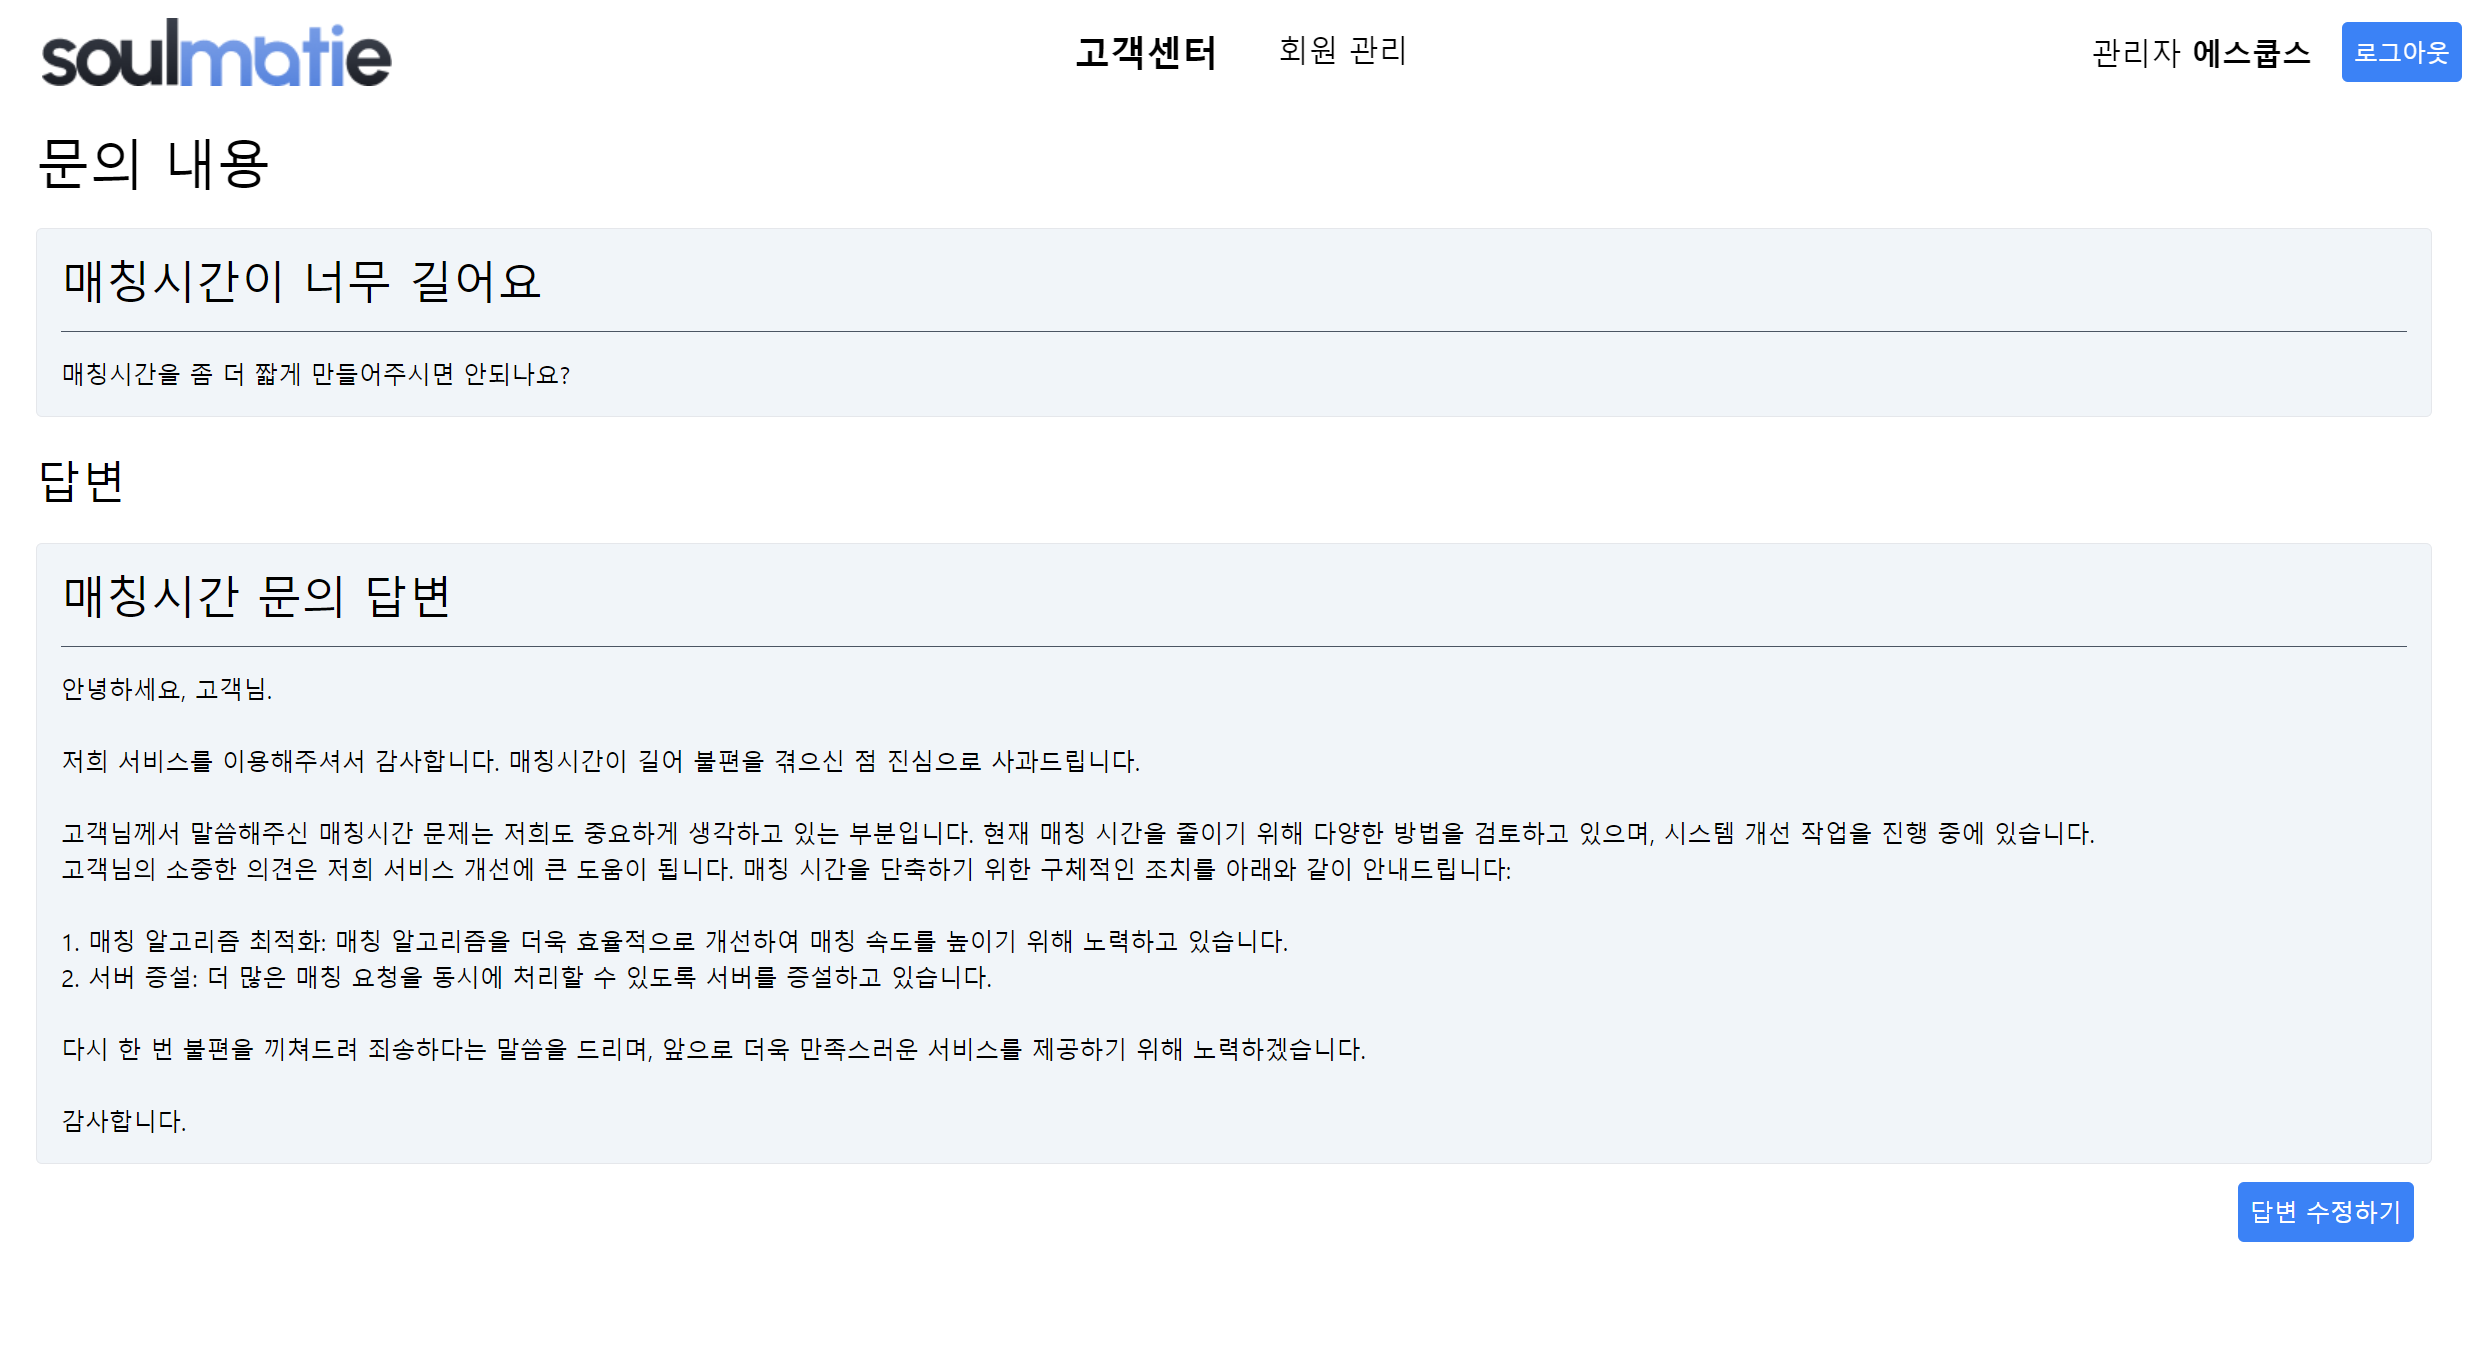 soulmatie
고객센터 회원 관리
관리자 에스쿱스 로그아웃
문의 내용
매칭시간이 너무 길어요
매칭시간을 좀 더 짧게 만들어주시면 안되나요?
답변
매칭시간 문의 답변
안녕하세요, 고객님.
저희 서비스를 이용해주셔서 감사합니다. 매칭시간이 길어 불편을 겪으신 점 진심으로 사과드립니다.
고객님께서 말씀해주신 매칭시간 문제는 저희도 중요하게 생각하고 있는 부분입니다. 현재 매칭 시간을 줄이기 위해 다양한 방법을 검토하고 있으며, 시스템 개선 작업을 진행 중에 있습니다.
고객님의 소중한 의견은 저희 서비스 개선에 큰 도움이 됩니다. 매칭 시간을 단축하기 위한 구체적인 조치를 아래와 같이 안내드립니다:
1. 매칭 알고리즘 최적화: 매칭 알고리즘을 더욱 효율적으로 개선하여 매칭 속도를 높이기 위해 노력하고 있습니다.
2. 서버 증설: 더 많은 매칭 요청을 동시에 처리할 수 있도록 서버를 증설하고 있습니다.
다시 한 번 불편을 끼쳐드려 죄송하다는 말씀을 드리며, 앞으로 더욱 만족스러운 서비스를 제공하기 위해 노력하겠습니다.
감사합니다.
답변 수정하기